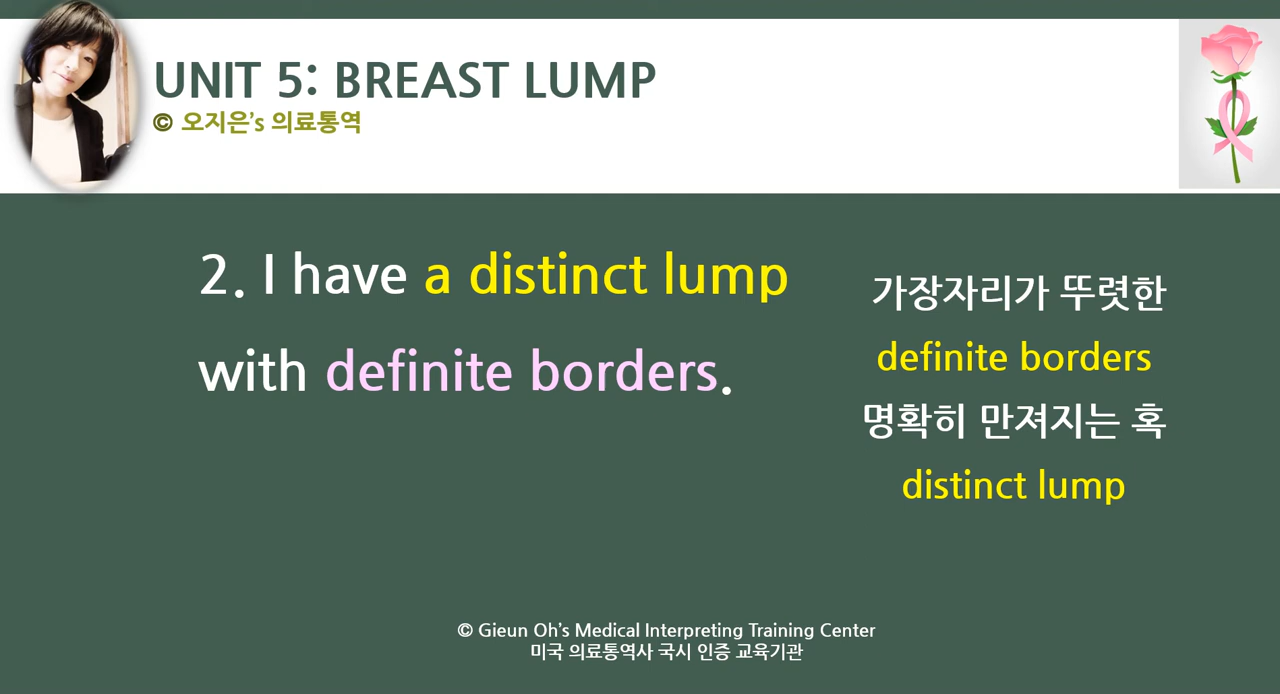 UNIT 5: BREAST LUMP
© 오지은's 의료통역
2. I have a distinct lump
with definite borders.
가장자리가 뚜렷한
definite borders
명확히 만져지는 혹
distinct lump
© Gieun Oh's Medical Interpreting Training Center
미국 의료통역사 국시 인증 교육기관